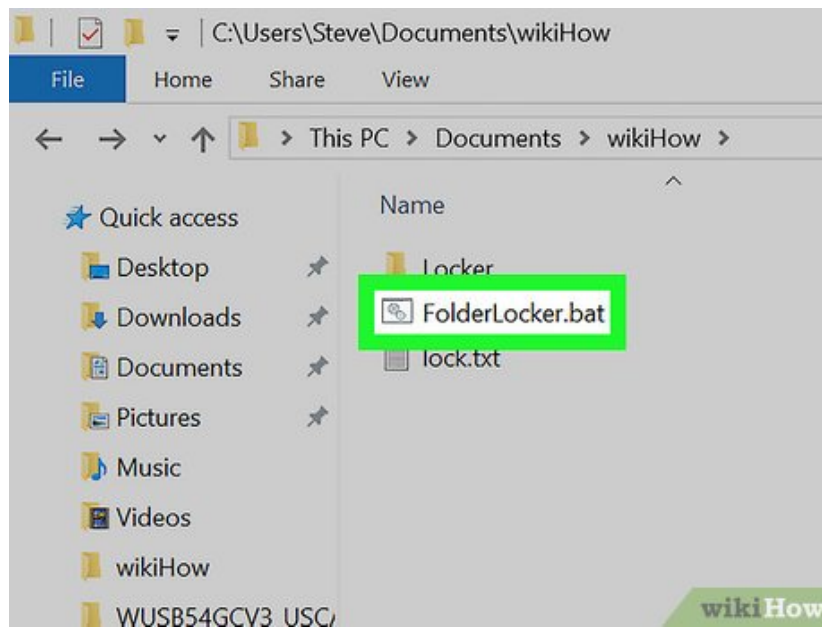 C:\Users\Steve\Documents\wikiHow
File Home Share View
This PC > Documents > wikiHow >
Quick access
Name
Desktop
Locker
Downloads
FolderLocker.bat
Documents
lock.txt
Pictures
Music
Videos
wikiHow
WUSB54GCV3_USC/
wikiHow